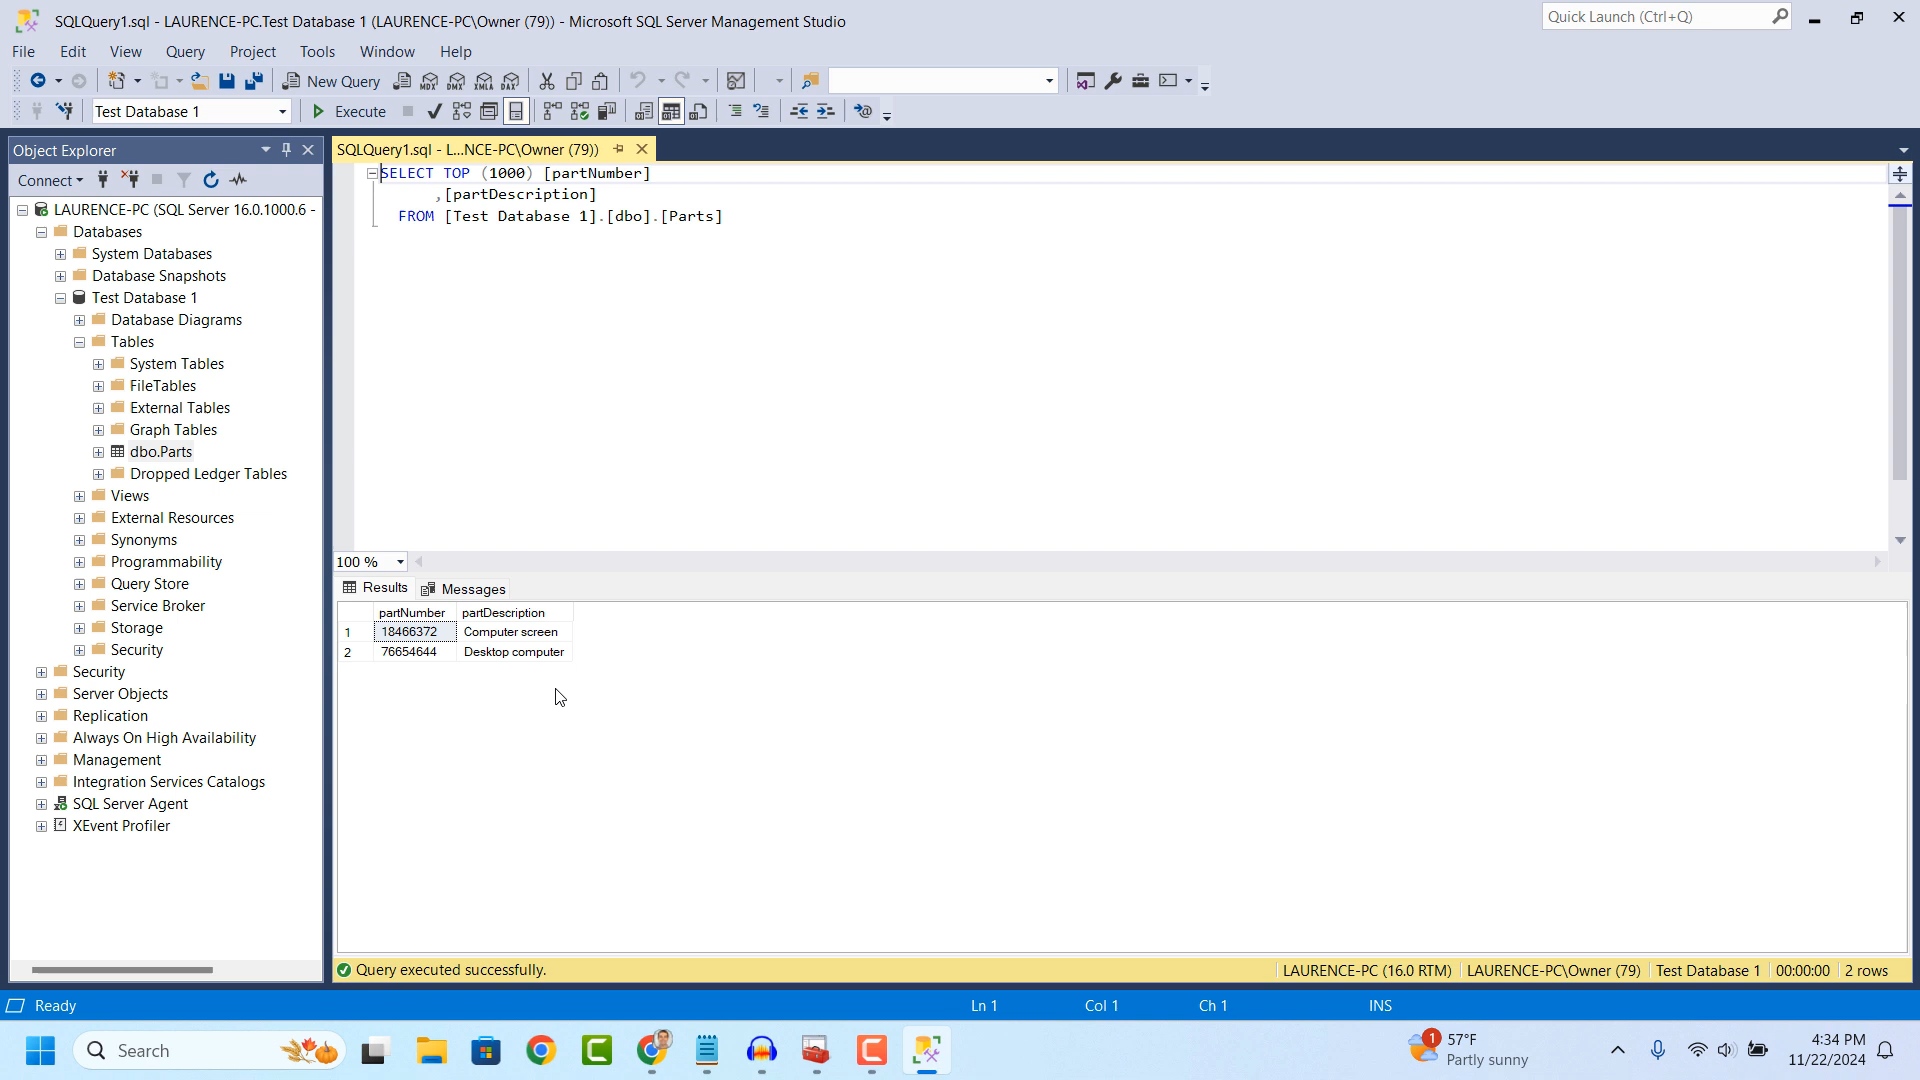 SQLQuery1.sql - LAURENCE-PC.Test Database 1 (LAURENCE-PC\Owner (79)) - Microsoft SQL Server Management Studio
Quick Launch (Ctrl+Q)
File Edit View Query Project Tools Window Help
New Query MDX DMX XMLA DAX
Test Database 1 Execute
Object Explorer
SQLQuery1.sql - L...NCE-PC\Owner (79))
Connect
SELECT TOP (1000) [partNumber]
,[partDescription]
FROM [Test Database 1].[dbo].[Parts]
LAURENCE-PC (SQL Server 16.0.1000.6 -
Databases
System Databases
Database Snapshots
Test Database 1
Database Diagrams
Tables
System Tables
FileTables
External Tables
Graph Tables
dbo.Parts
Dropped Ledger Tables
Views
External Resources
Synonyms
Programmability
Query Store
Service Broker
Storage
Security
Security
Server Objects
Replication
Always On High Availability
Management
Integration Services Catalogs
SQL Server Agent
XEvent Profiler
100 %
Results Messages
partNumber partDescription
1 18466372 Computer screen
2 76654644 Desktop computer
Query executed successfully.
LAURENCE-PC (16.0 RTM) LAURENCE-PC\Owner (79) Test Database 1 00:00:00 2 rows
Ready Ln 1 Col 1 Ch 1 INS
Search
1 57°F
Partly sunny
4:34 PM
11/22/2024